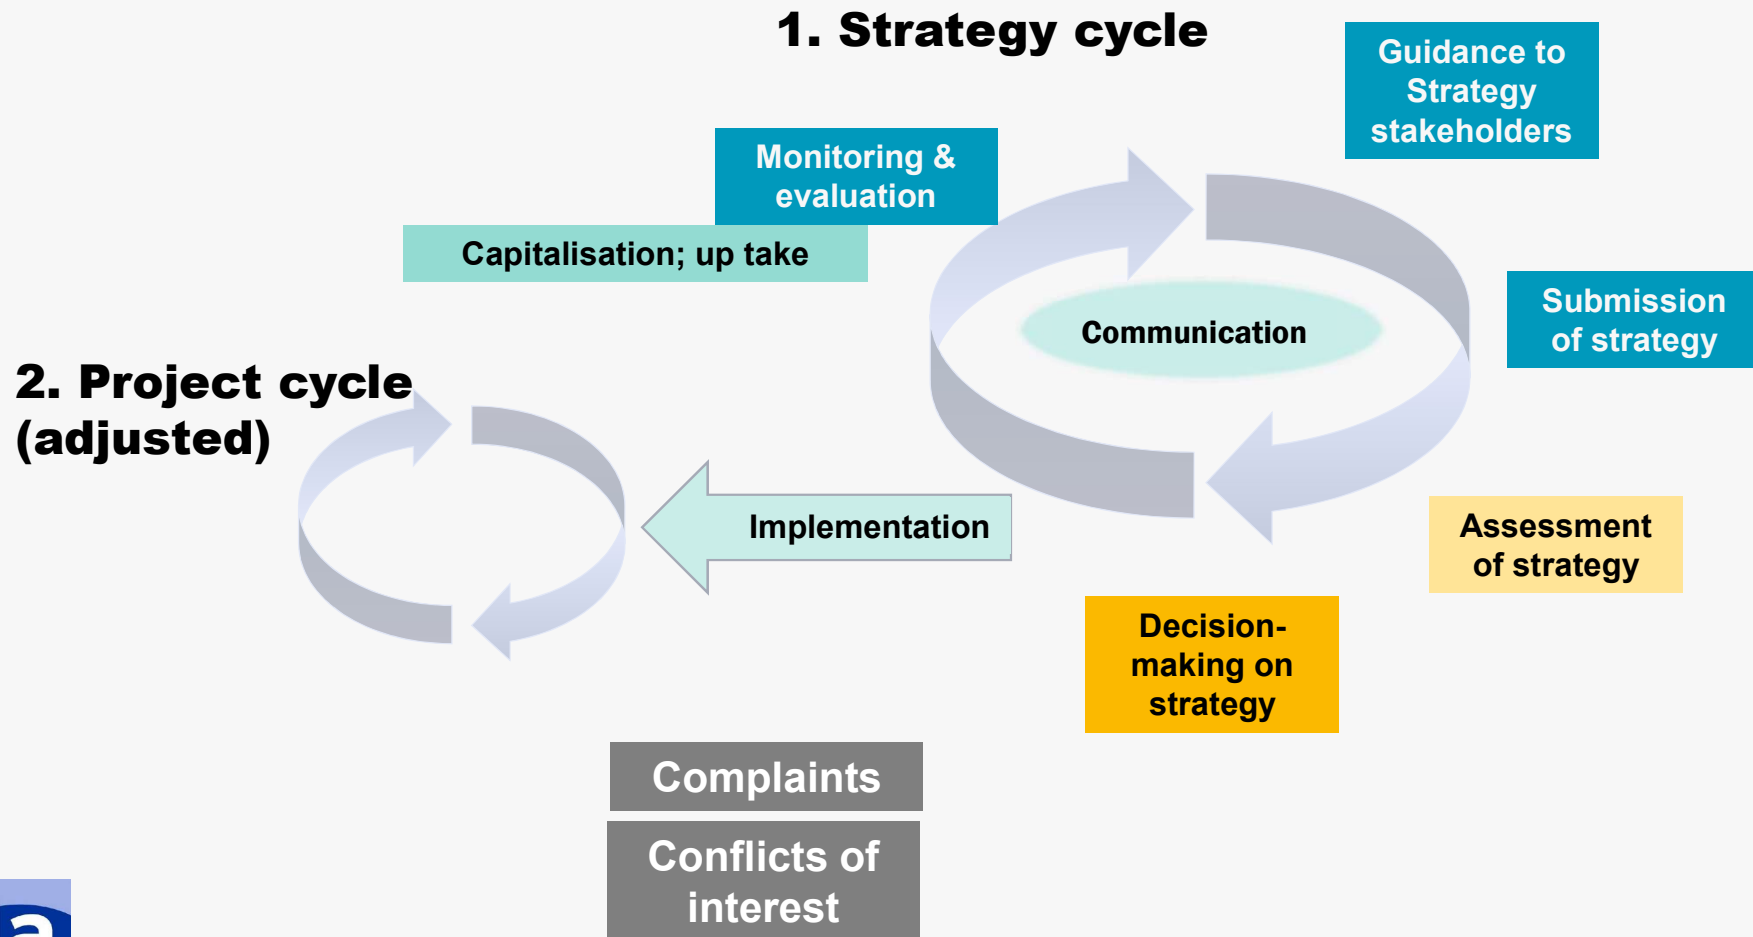 1. Strategy cycle
Guidance to
Strategy
stakeholders
Monitoring &
evaluation
Capitalisation; up take
Submission
of strategy
Communication
2. Project cycle
(adjusted)
Implementation
Assessment
of strategy
Decision-
making on
strategy
Complaints
Conflicts of
interest
a